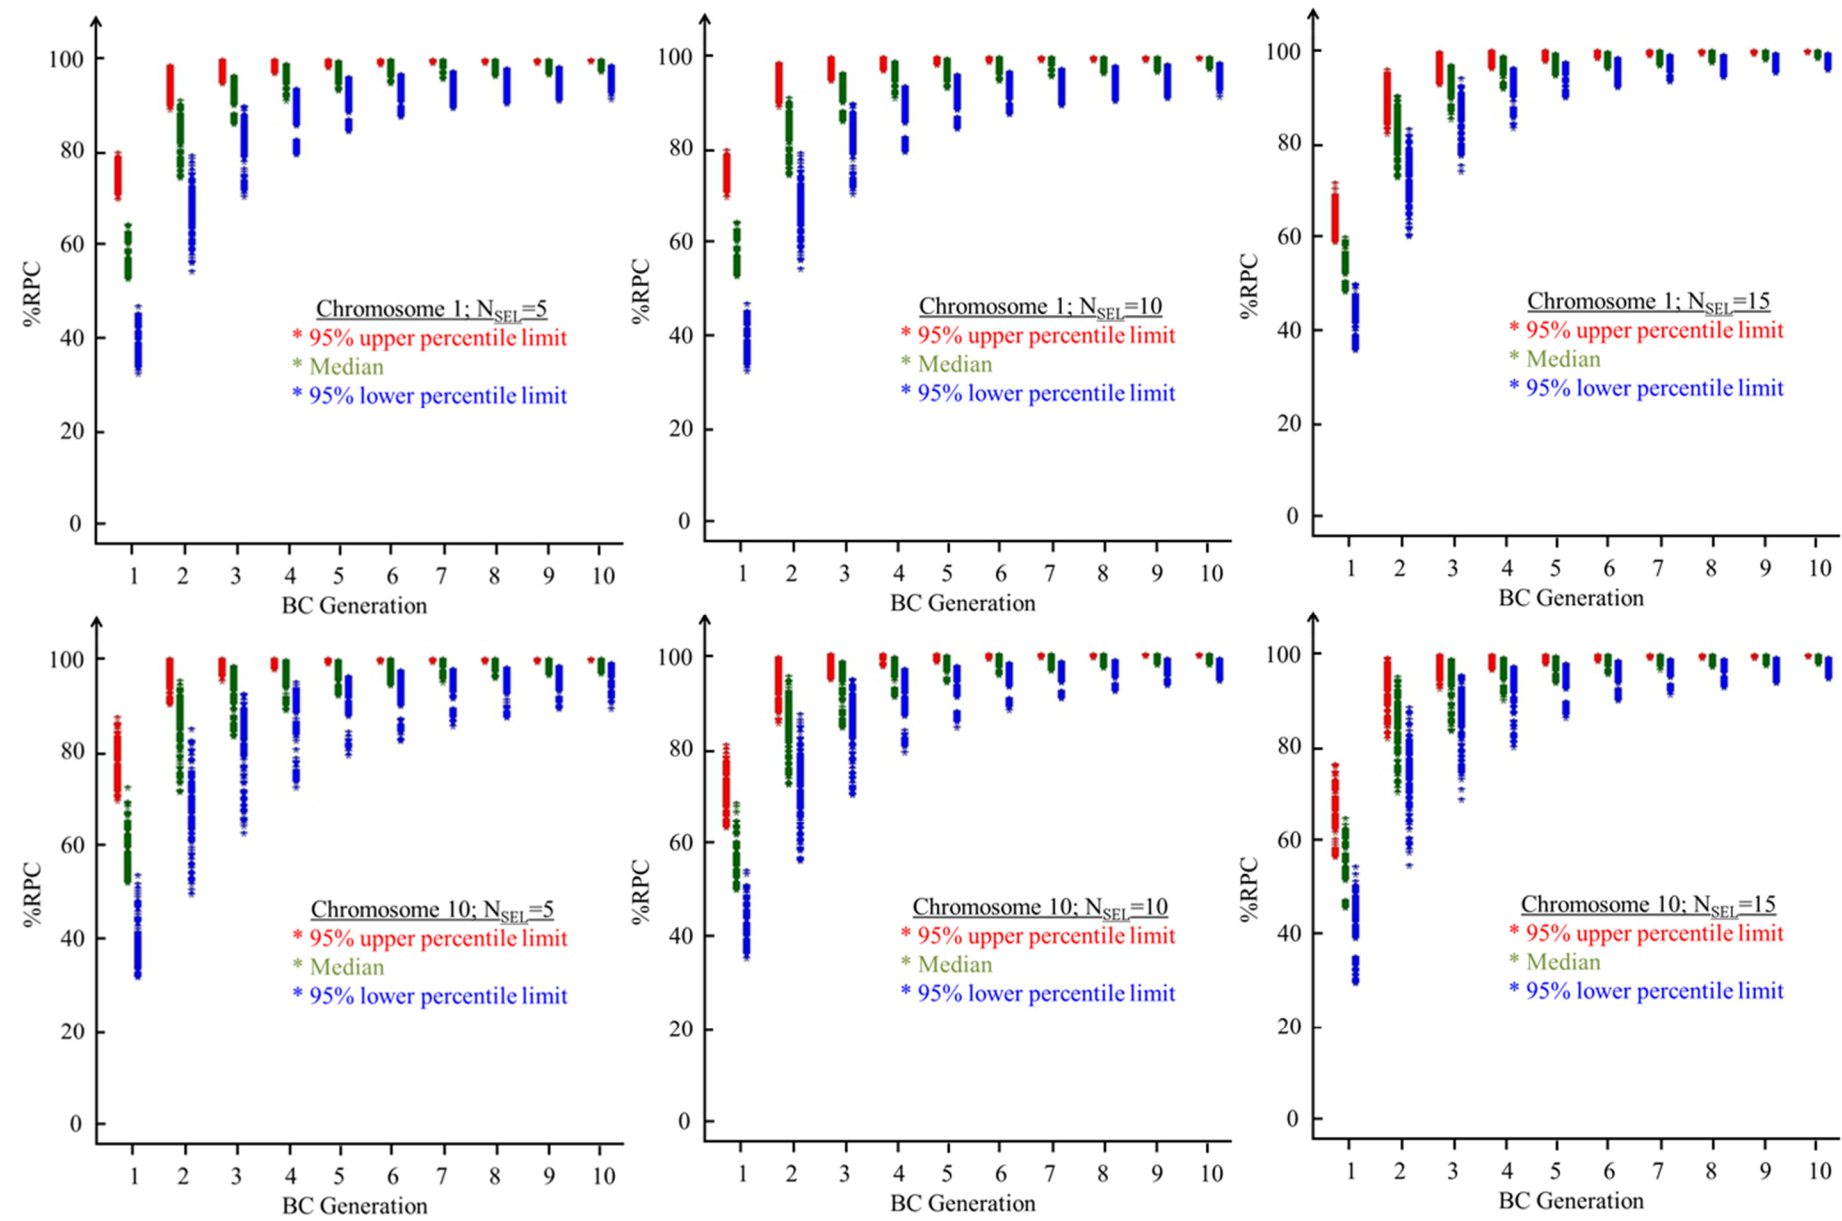 100
80
60
40
20
0
%RPC
Chromosome 1; NSEL=5
* 95% upper percentile limit
* Median
* 95% lower percentile limit
1 2 3 4 5 6 7 8 9 10
BC Generation
100
80
60
40
20
0
%RPC
Chromosome 1; NSEL=10
* 95% upper percentile limit
* Median
* 95% lower percentile limit
1 2 3 4 5 6 7 8 9 10
BC Generation
100
80
60
40
20
0
%RPC
Chromosome 1; NSEL=15
* 95% upper percentile limit
* Median
* 95% lower percentile limit
1 2 3 4 5 6 7 8 9 10
BC Generation
100
80
60
40
20
0
%RPC
Chromosome 10; NSEL=5
* 95% upper percentile limit
* Median
* 95% lower percentile limit
1 2 3 4 5 6 7 8 9 10
BC Generation
100
80
60
40
20
0
%RPC
Chromosome 10; NSEL=10
* 95% upper percentile limit
* Median
* 95% lower percentile limit
1 2 3 4 5 6 7 8 9 10
BC Generation
100
80
60
40
20
0
%RPC
Chromosome 10; NSEL=15
* 95% upper percentile limit
* Median
* 95% lower percentile limit
1 2 3 4 5 6 7 8 9 10
BC Generation